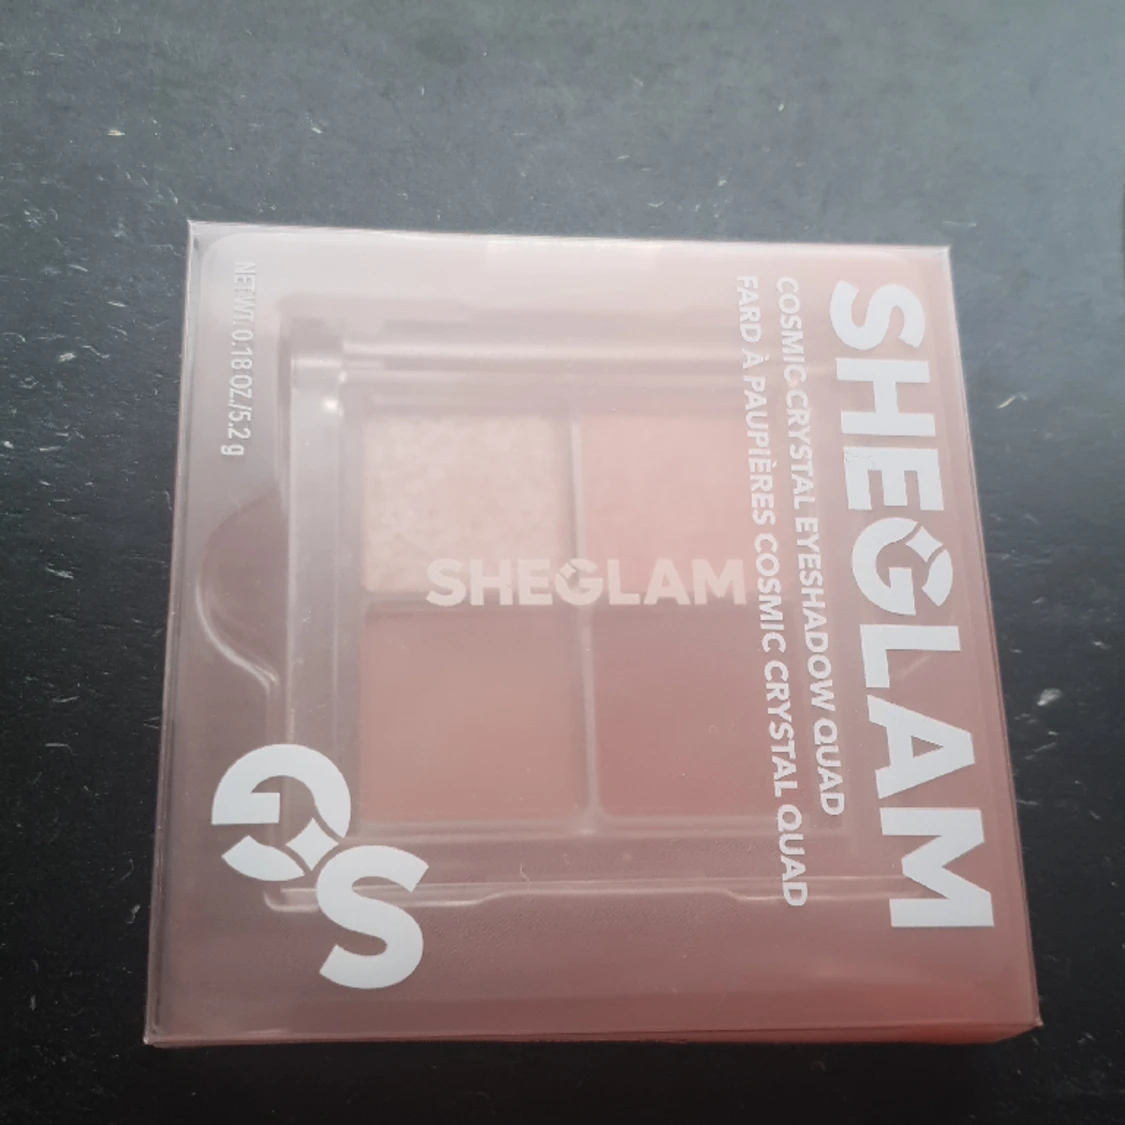 SHEGLAM
COSMIC CRYSTAL EYESHADOW QUAD
FARD À PAUPIÈRES COSMIC CRYSTAL QUAD
SHEGLAM
NET WT. 0.18 OZ./5.2 g
GS